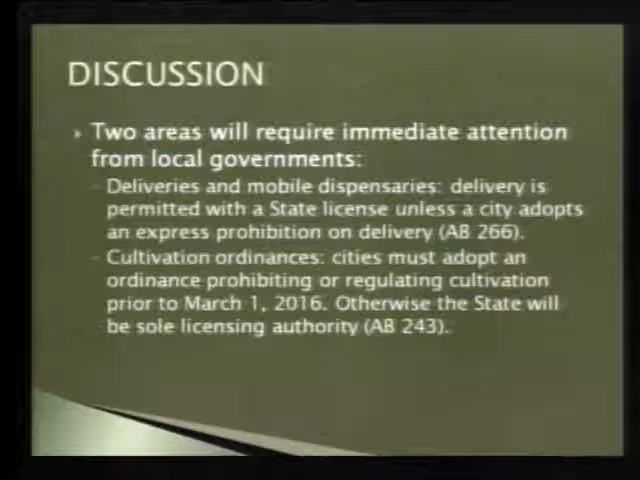 DISCUSSION
Two areas will require immediate attention
from local governments:
- Deliveries and mobile dispensaries: delivery is
permitted with a State license unless a city adopts
an express prohibition on delivery (AB 266).
- Cultivation ordinances: cities must adopt an
ordinance prohibiting or regulating cultivation
prior to March 1, 2016. Otherwise the State will
be sole licensing authority (AB 243).